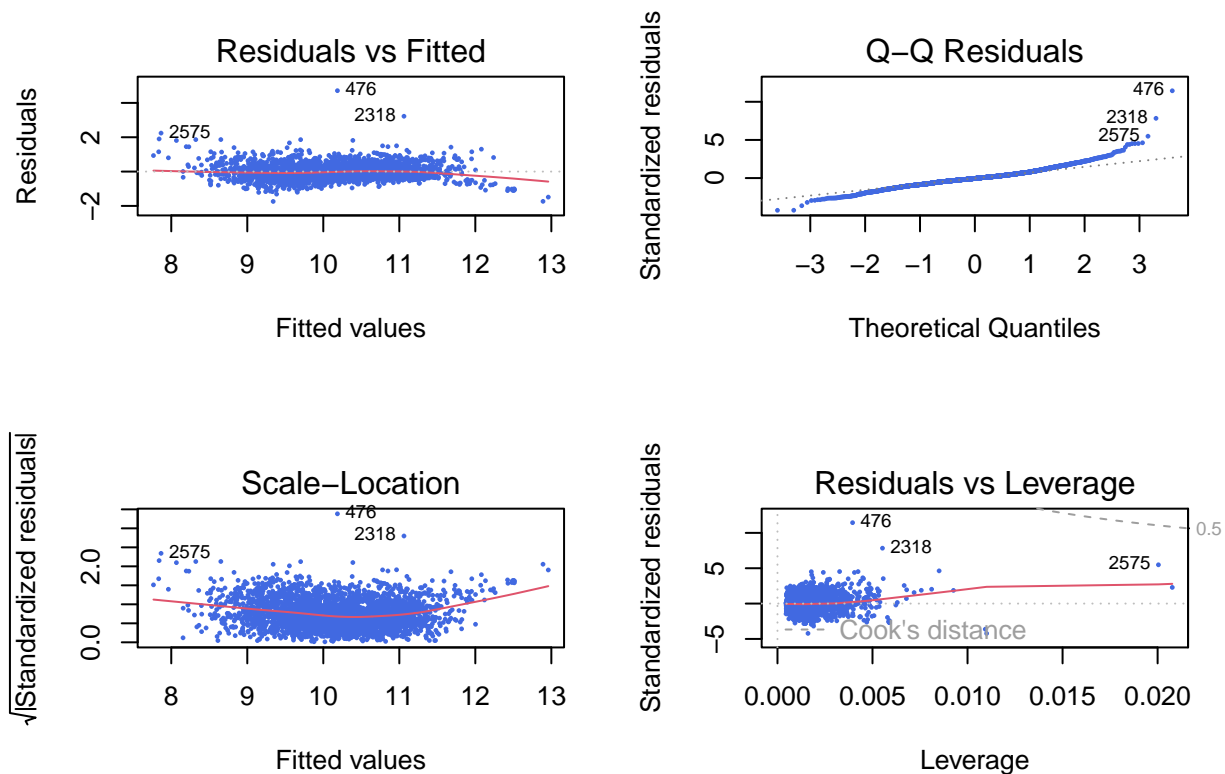 Residuals vs Fitted
Residuals
2
−2
476
2318
2575
8 9 10 11 12 13
Fitted values
Q−Q Residuals
Standardized residuals
5
0
476
2318
2575
−3 −2 −1 0 1 2 3
Theoretical Quantiles
Scale−Location
√|Standardized residuals|
2.0
0.0
476
2318
2575
8 9 10 11 12 13
Fitted values
Residuals vs Leverage
Standardized residuals
5
−5
476
2318
2575
0.5
Cook's distance
0.000 0.005 0.010 0.015 0.020
Leverage